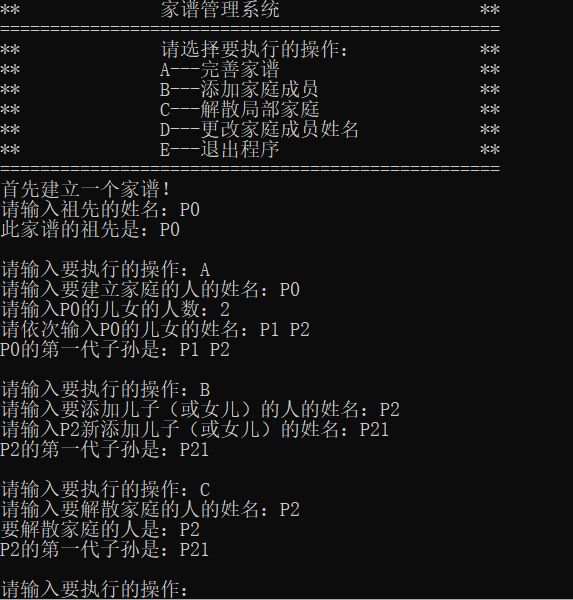 **              家谱管理系统                    **
==================================================
**              请选择要执行的操作：            **
**              A---完善家谱                    **
**              B---添加家庭成员                **
**              C---解散局部家庭                **
**              D---更改家庭成员姓名            **
**              E---退出程序                    **
==================================================
首先建立一个家谱！
请输入祖先的姓名：P0
此家谱的祖先是：P0
请输入要执行的操作：A
请输入要建立家庭的人的姓名：P0
请输入P0的儿女的人数：2
请依次输入P0的儿女的姓名：P1 P2
P0的第一代子孙是：P1 P2
请输入要执行的操作：B
请输入要添加儿子（或女儿）的人的姓名：P2
请输入P2新添加儿子（或女儿）的姓名：P21
P2的第一代子孙是：P21
请输入要执行的操作：C
请输入要解散家庭的人的姓名：P2
要解散家庭的人是：P2
P2的第一代子孙是：P21
请输入要执行的操作：